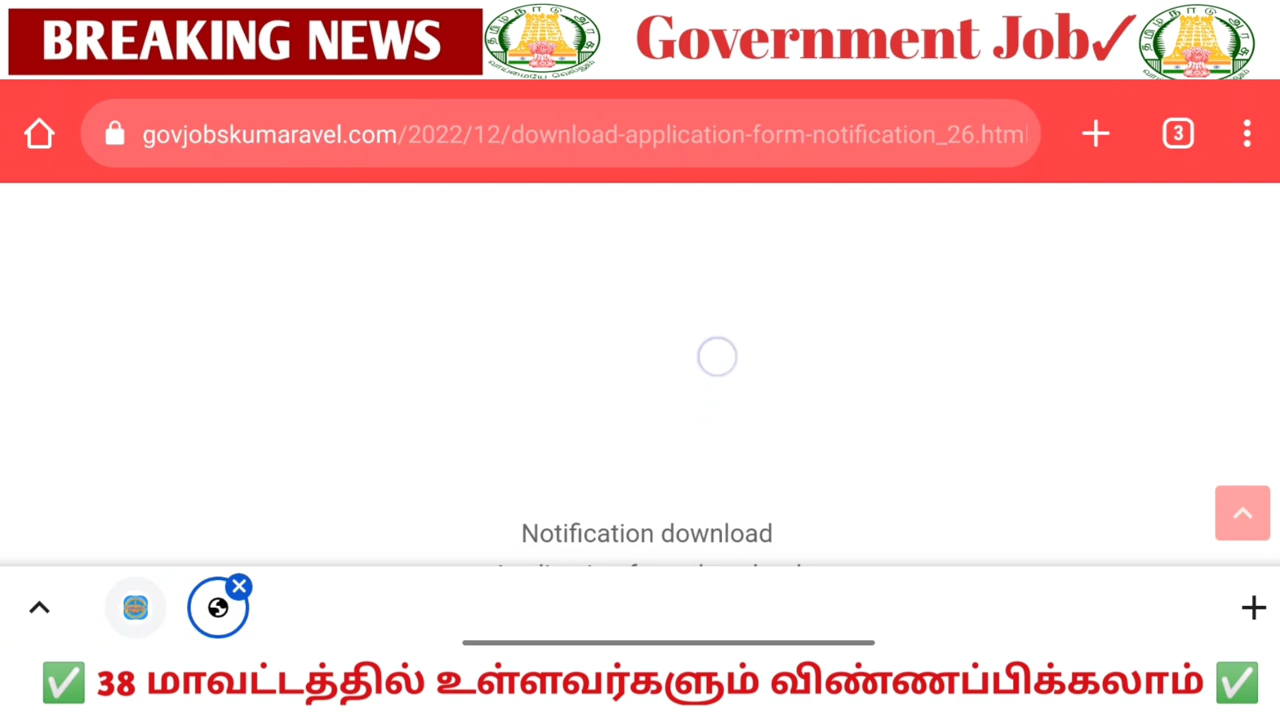 BREAKING NEWS
Government Job✓
govjobskumaravel.com/2022/12/download-application-form-notification_26.html
3
Notification download
✅ 38 மாவட்டத்தில் உள்ளவர்களும் விண்ணப்பிக்கலாம் ✅